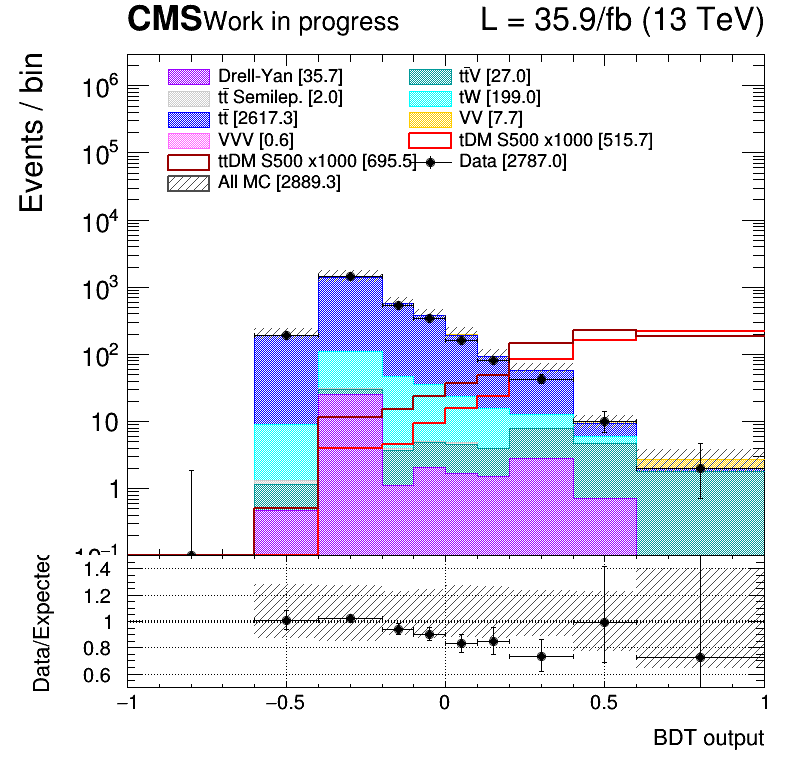 CMS Work in progress L = 35.9/fb (13 TeV)
Events / bin
Drell-Yan [35.7] tt̄V [27.0]
tt̄ Semilep. [2.0] tW [199.0]
tt̄ [2617.3] VV [7.7]
VVV [0.6] tDM S500 x1000 [515.7]
ttDM S500 x1000 [695.5] Data [2787.0]
All MC [2889.3]
10⁶
10⁵
10⁴
10³
10²
10
1
10⁻¹
Data/Expected
1.4
1.2
1
0.8
0.6
−1 −0.5 0 0.5 1
BDT output